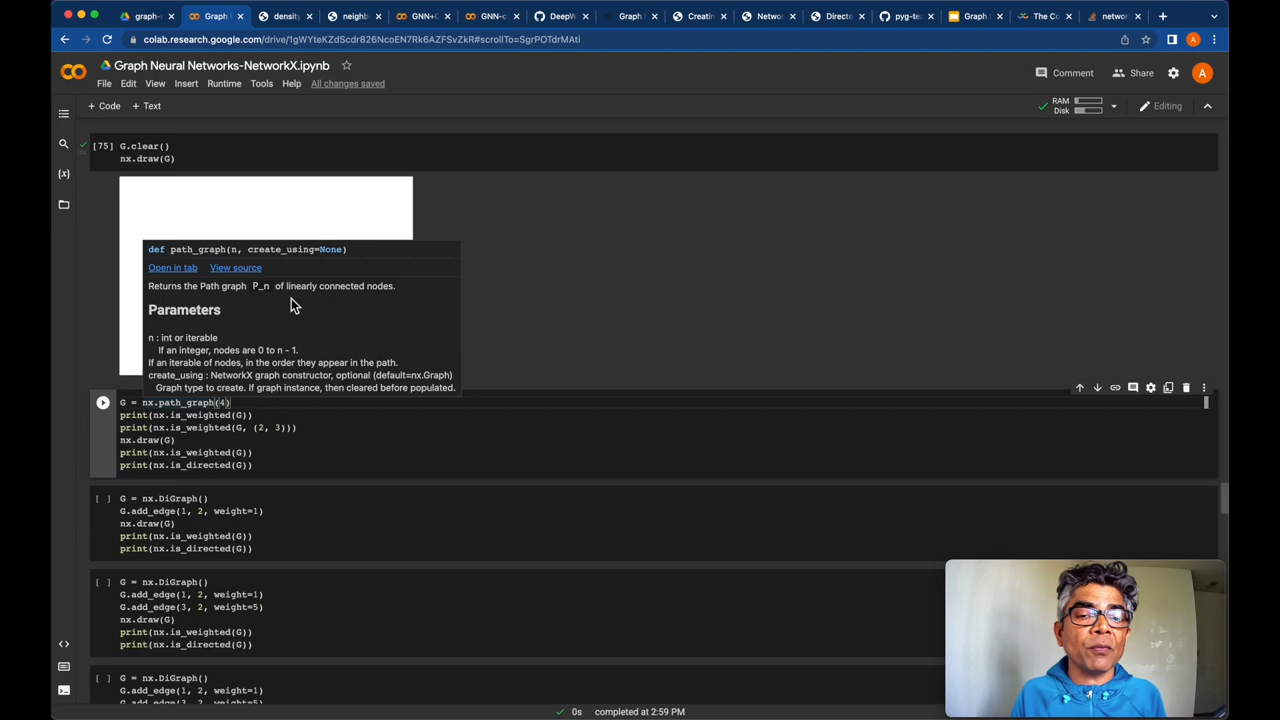 graph-n
Graph
density
neighb
GNN+C
GNN-c
DeepW
Graph f
Creatin
Networ
Directe
pyg-tea
Graph
The Co
networ
colab.research.google.com/drive/1gWYteKZdScdr826NcoEN7Rk6AZFSvZkR#scrollTo=SgrPOTdrMAti
A
Graph Neural Networks-NetworkX.ipynb
File Edit View Insert Runtime Tools Help All changes saved
Comment
Share
A
+ Code + Text
RAM
Disk
Editing
[75] G.clear()
nx.draw(G)
def path_graph(n, create_using=None)
Open in tab View source
Returns the Path graph P_n of linearly connected nodes.
Parameters
n : int or iterable
If an integer, nodes are 0 to n - 1.
If an iterable of nodes, in the order they appear in the path.
create_using : NetworkX graph constructor, optional (default=nx.Graph)
Graph type to create. If graph instance, then cleared before populated.
G = nx.path_graph(4)
print(nx.is_weighted(G))
print(nx.is_weighted(G, (2, 3)))
nx.draw(G)
print(nx.is_weighted(G))
print(nx.is_directed(G))
[ ] G = nx.DiGraph()
G.add_edge(1, 2, weight=1)
nx.draw(G)
print(nx.is_weighted(G))
print(nx.is_directed(G))
[ ] G = nx.DiGraph()
G.add_edge(1, 2, weight=1)
G.add_edge(3, 2, weight=5)
nx.draw(G)
print(nx.is_weighted(G))
print(nx.is_directed(G))
[ ] G = nx.DiGraph()
G.add_edge(1, 2, weight=1)
G.add_edge(3, 2, weight=5)
0s completed at 2:59 PM